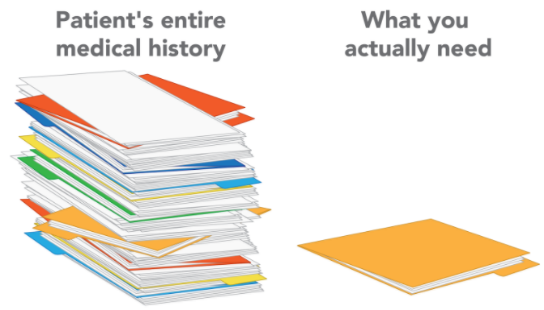 Patient's entire
medical history
What you
actually need